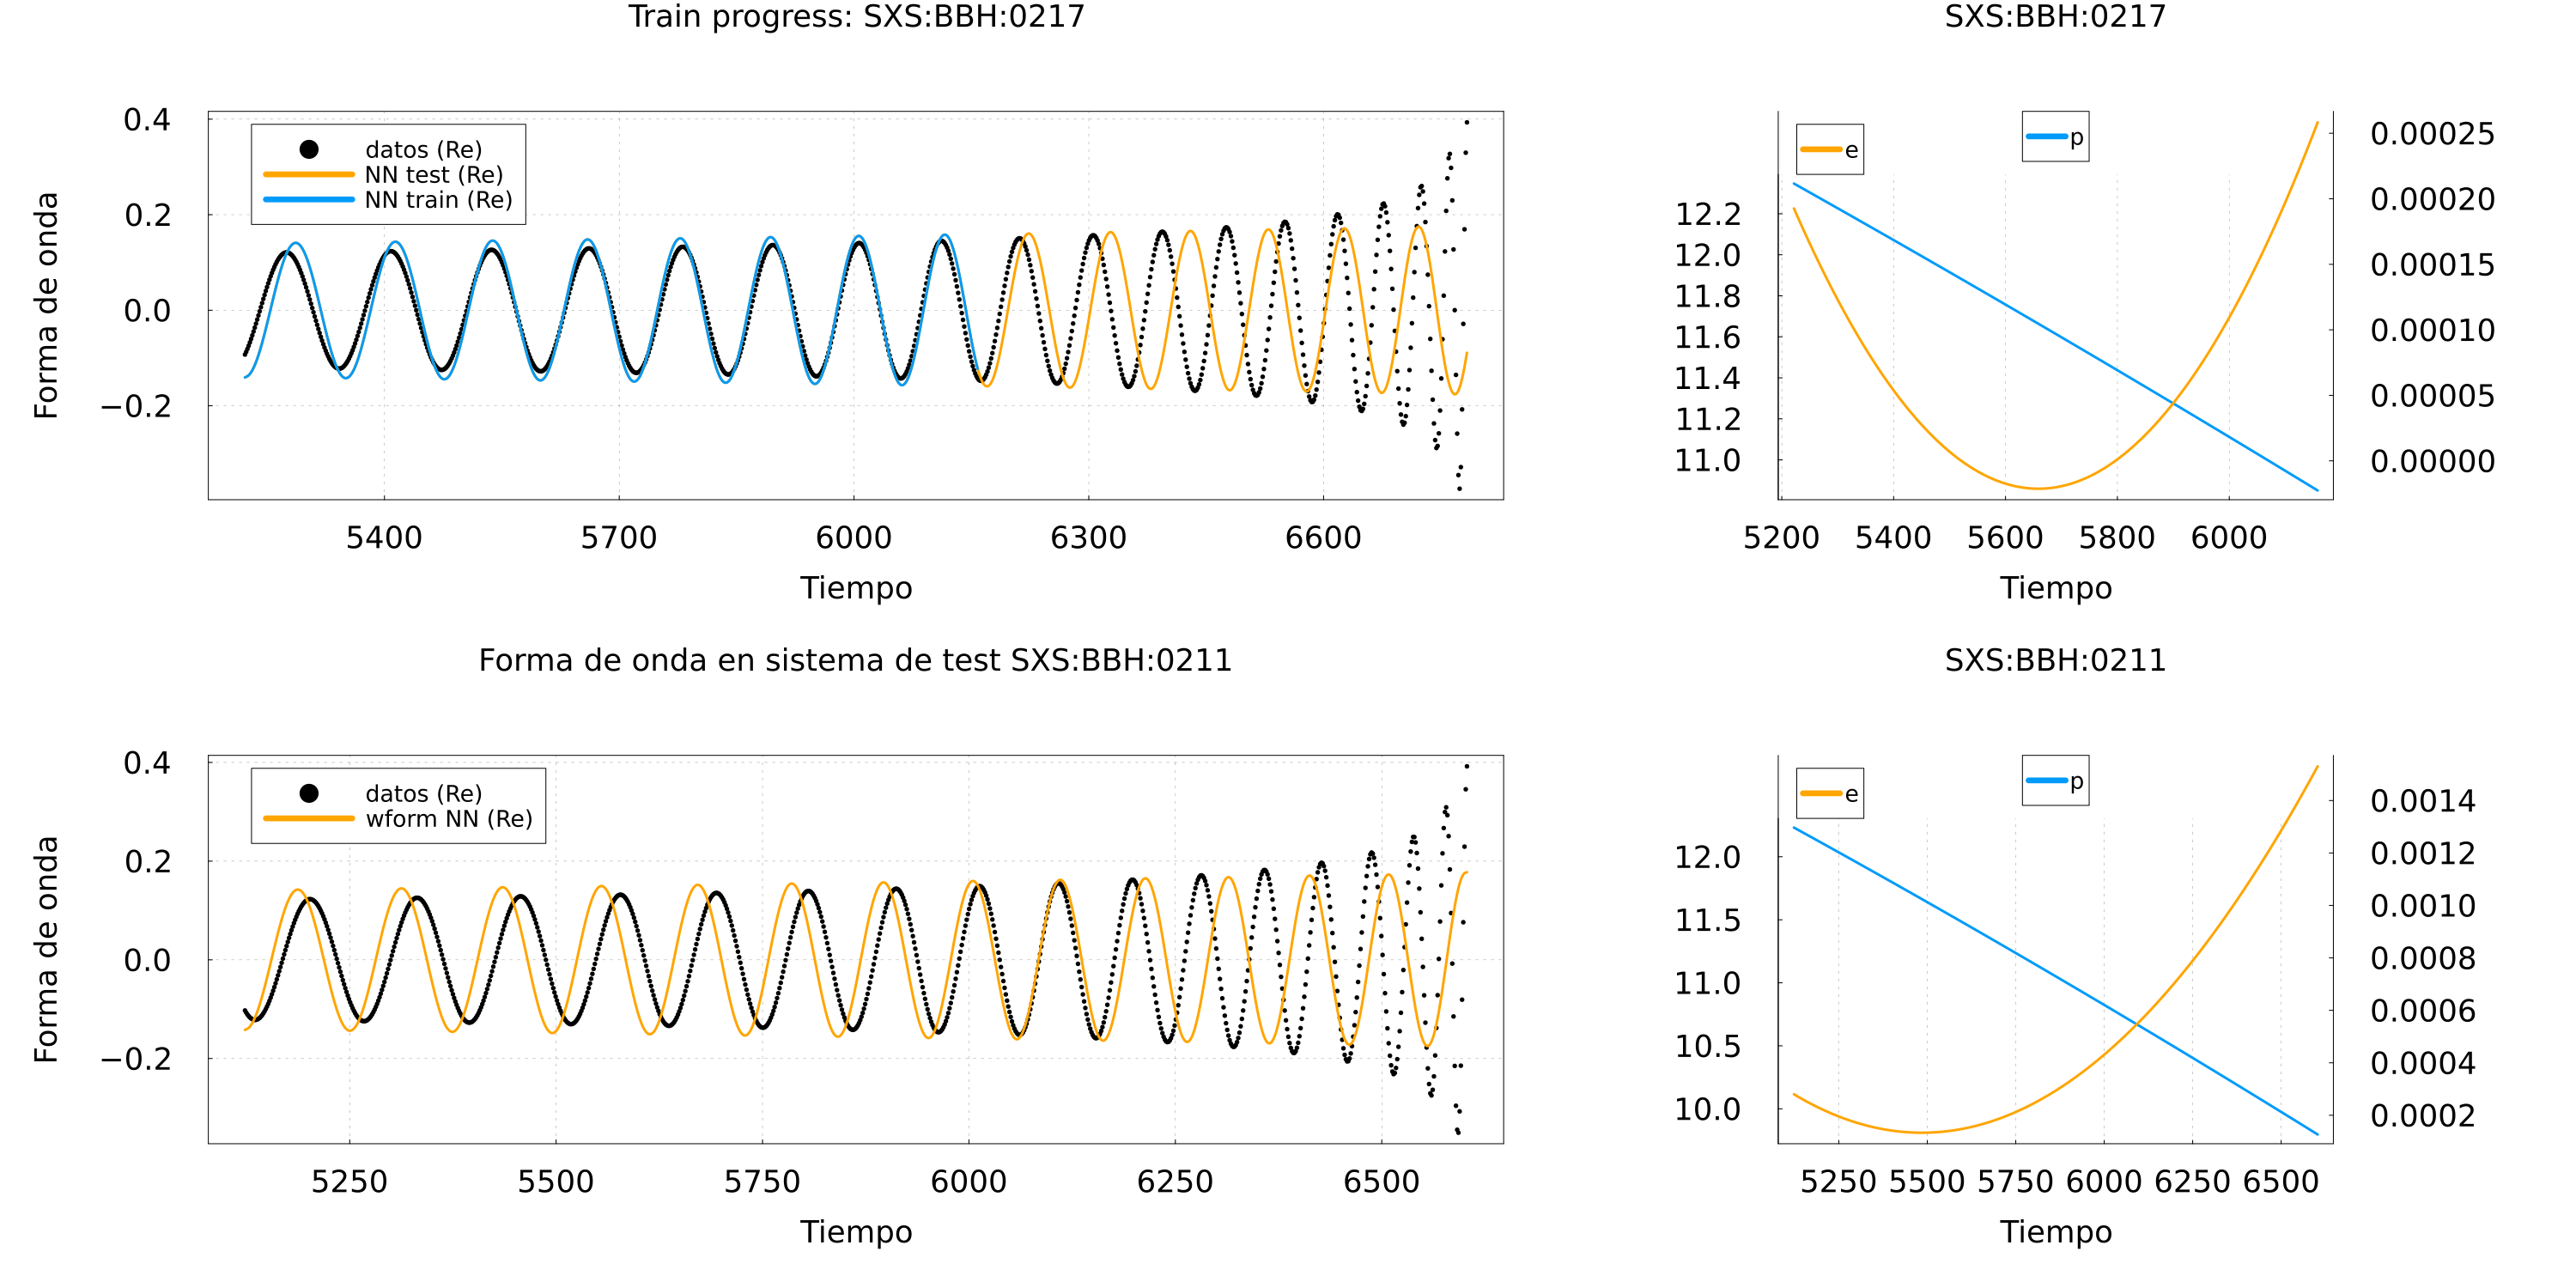 Train progress: SXS:BBH:0217
datos (Re)
NN test (Re)
NN train (Re)
0.4
0.2
0.0
−0.2
Forma de onda
5400 5700 6000 6300 6600
Tiempo
SXS:BBH:0217
e
p
12.2
12.0
11.8
11.6
11.4
11.2
11.0
0.00025
0.00020
0.00015
0.00010
0.00005
0.00000
5200 5400 5600 5800 6000
Tiempo
Forma de onda en sistema de test SXS:BBH:0211
datos (Re)
wform NN (Re)
0.4
0.2
0.0
−0.2
Forma de onda
5250 5500 5750 6000 6250 6500
Tiempo
SXS:BBH:0211
e
p
12.0
11.5
11.0
10.5
10.0
0.0014
0.0012
0.0010
0.0008
0.0006
0.0004
0.0002
5250 5500 5750 6000 6250 6500
Tiempo